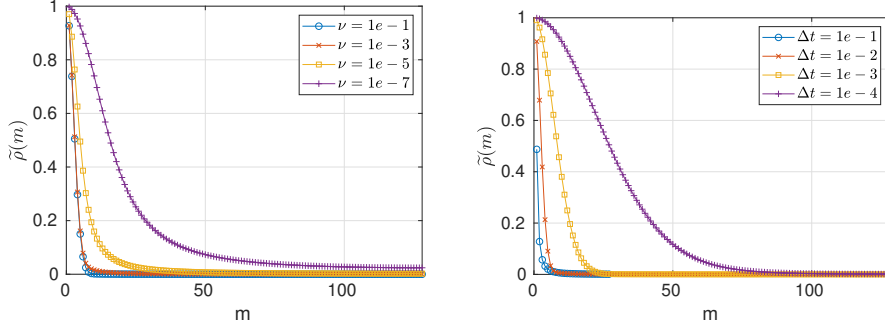 1
0.8
0.6
0.4
0.2
0
0
50
100
m
ρ̃(m)
ν = 1e − 1
ν = 1e − 3
ν = 1e − 5
ν = 1e − 7
1
0.8
0.6
0.4
0.2
0
0
50
100
m
ρ̃(m)
Δt = 1e − 1
Δt = 1e − 2
Δt = 1e − 3
Δt = 1e − 4